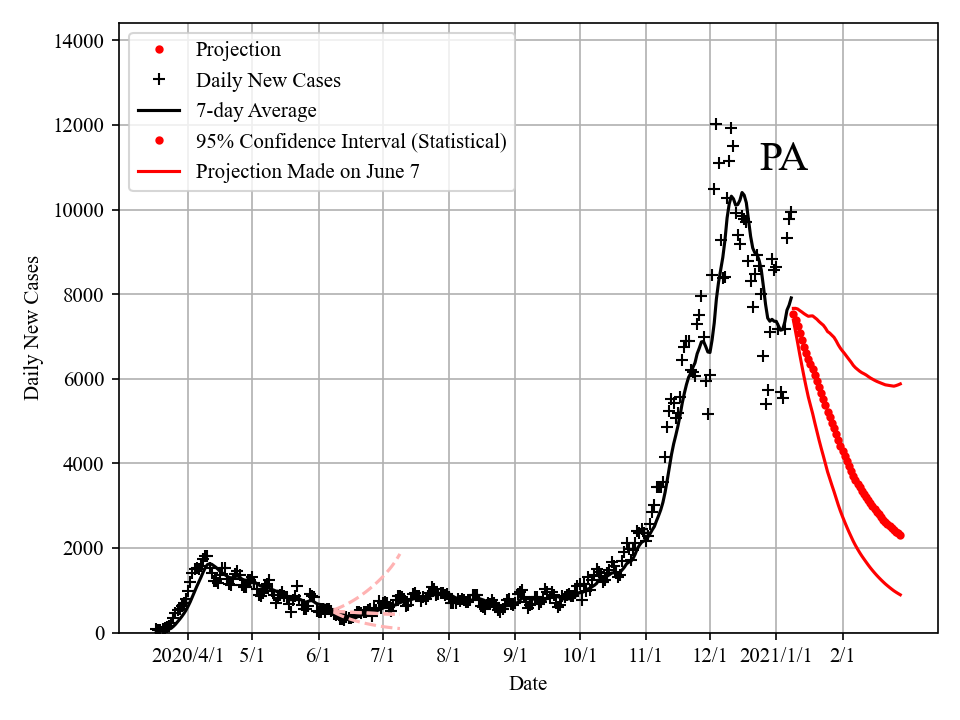 14000
12000
10000
8000
6000
4000
2000
0
Daily New Cases
Projection
Daily New Cases
7-day Average
95% Confidence Interval (Statistical)
Projection Made on June 7
PA
2020/4/1 5/1 6/1 7/1 8/1 9/1 10/1 11/1 12/1 2021/1/1 2/1
Date